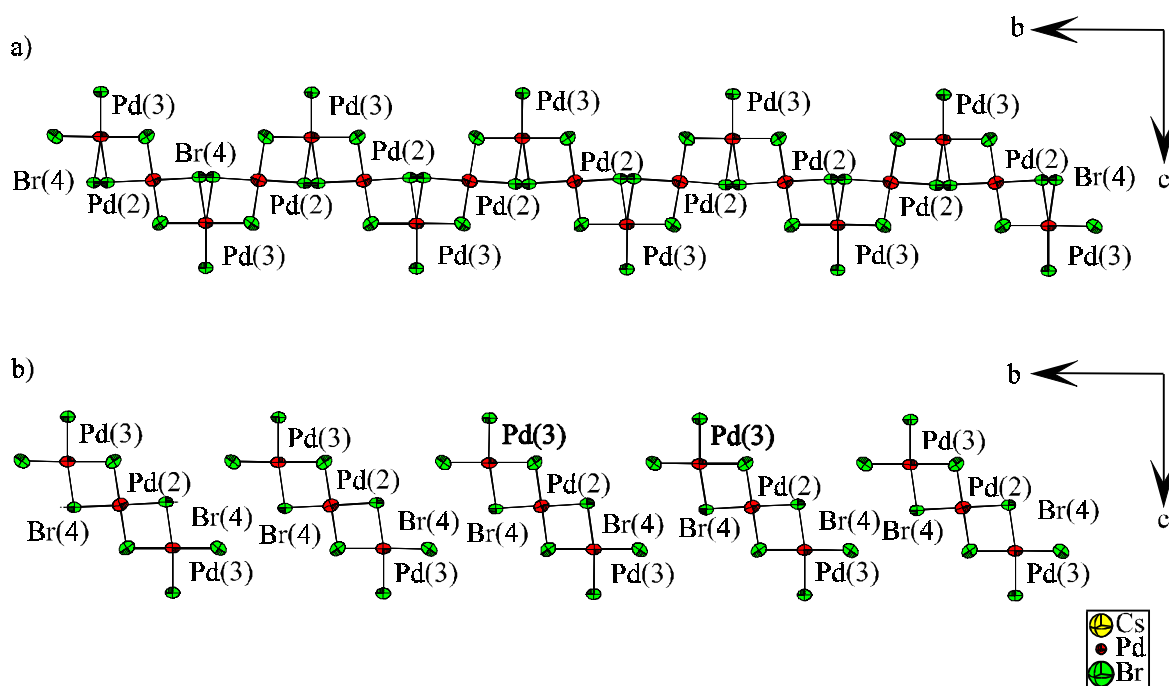 a)
b
Pd(3) Pd(3) Pd(3) Pd(3) Pd(3)
Br(4) Pd(2) Pd(2) Pd(2) Pd(2) Pd(2)
Br(4) Br(4) c
Pd(2) Pd(2) Pd(2) Pd(2) Pd(2)
Pd(3) Pd(3) Pd(3) Pd(3) Pd(3)
b)
b
Pd(3) Pd(3) Pd(3) Pd(3) Pd(3)
Pd(2) Pd(2) Pd(2) Pd(2) Pd(2)
Br(4) Br(4) Br(4) Br(4) Br(4) c
Br(4) Br(4) Br(4) Br(4) Br(4)
Pd(3) Pd(3) Pd(3) Pd(3) Pd(3)
Cs
Pd
Br